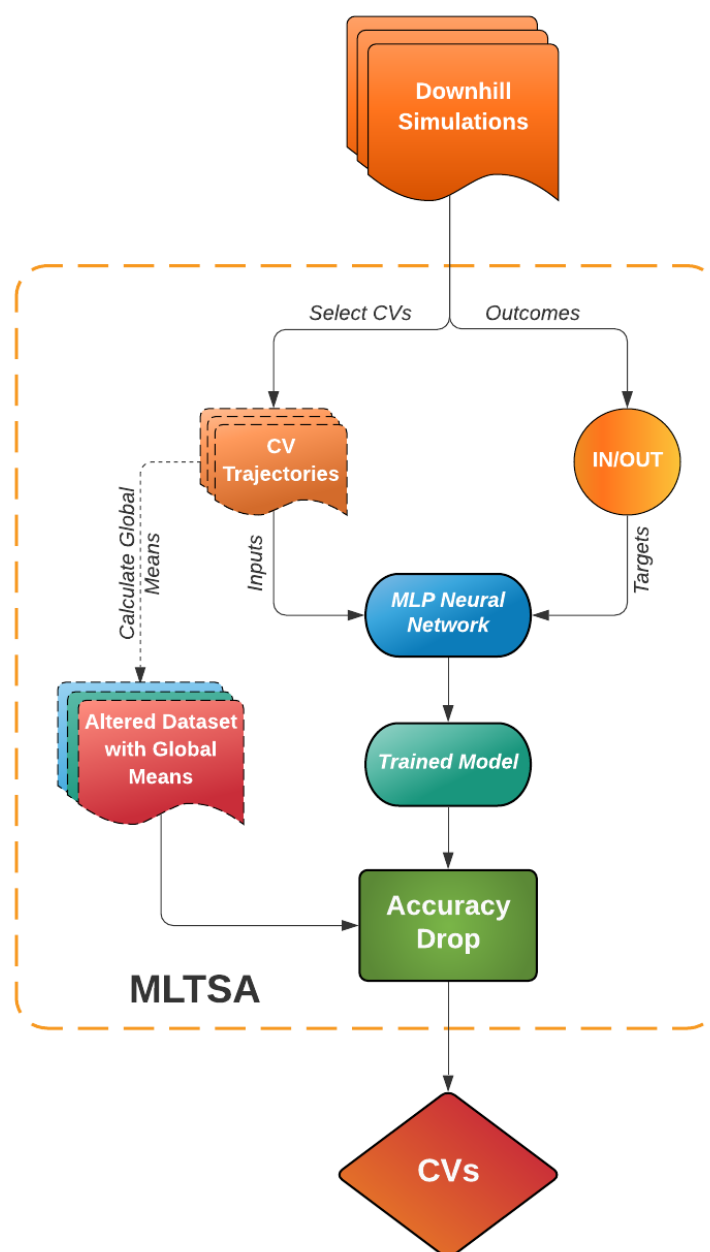 Downhill
Simulations
Select CVs
Outcomes
CV
Trajectories
IN/OUT
Calculate Global
Means
Inputs
Targets
MLP Neural
Network
Altered Dataset
with Global
Means
Trained Model
Accuracy
Drop
MLTSA
CVs